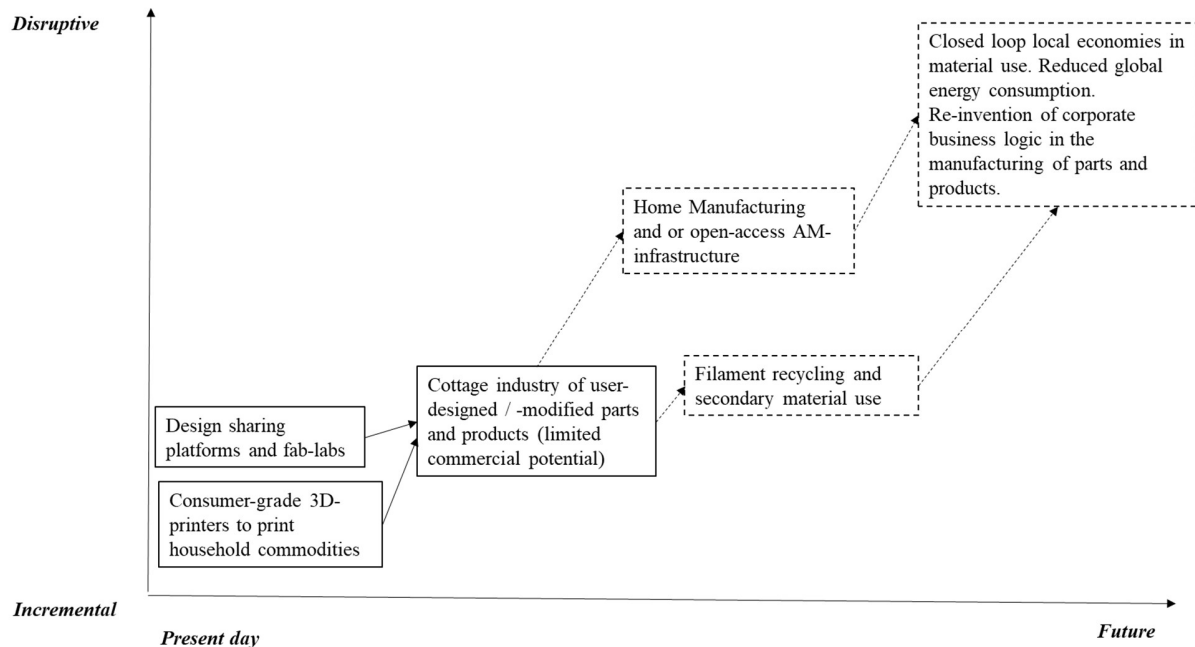 Disruptive
Closed loop local economies in
material use. Reduced global
energy consumption.
Re-invention of corporate
business logic in the
manufacturing of parts and
products.
Home Manufacturing
and or open-access AM-
infrastructure
Filament recycling and
secondary material use
Cottage industry of user-
designed / -modified parts
and products (limited
commercial potential)
Design sharing
platforms and fab-labs
Consumer-grade 3D-
printers to print
household commodities
Incremental
Present day
Future